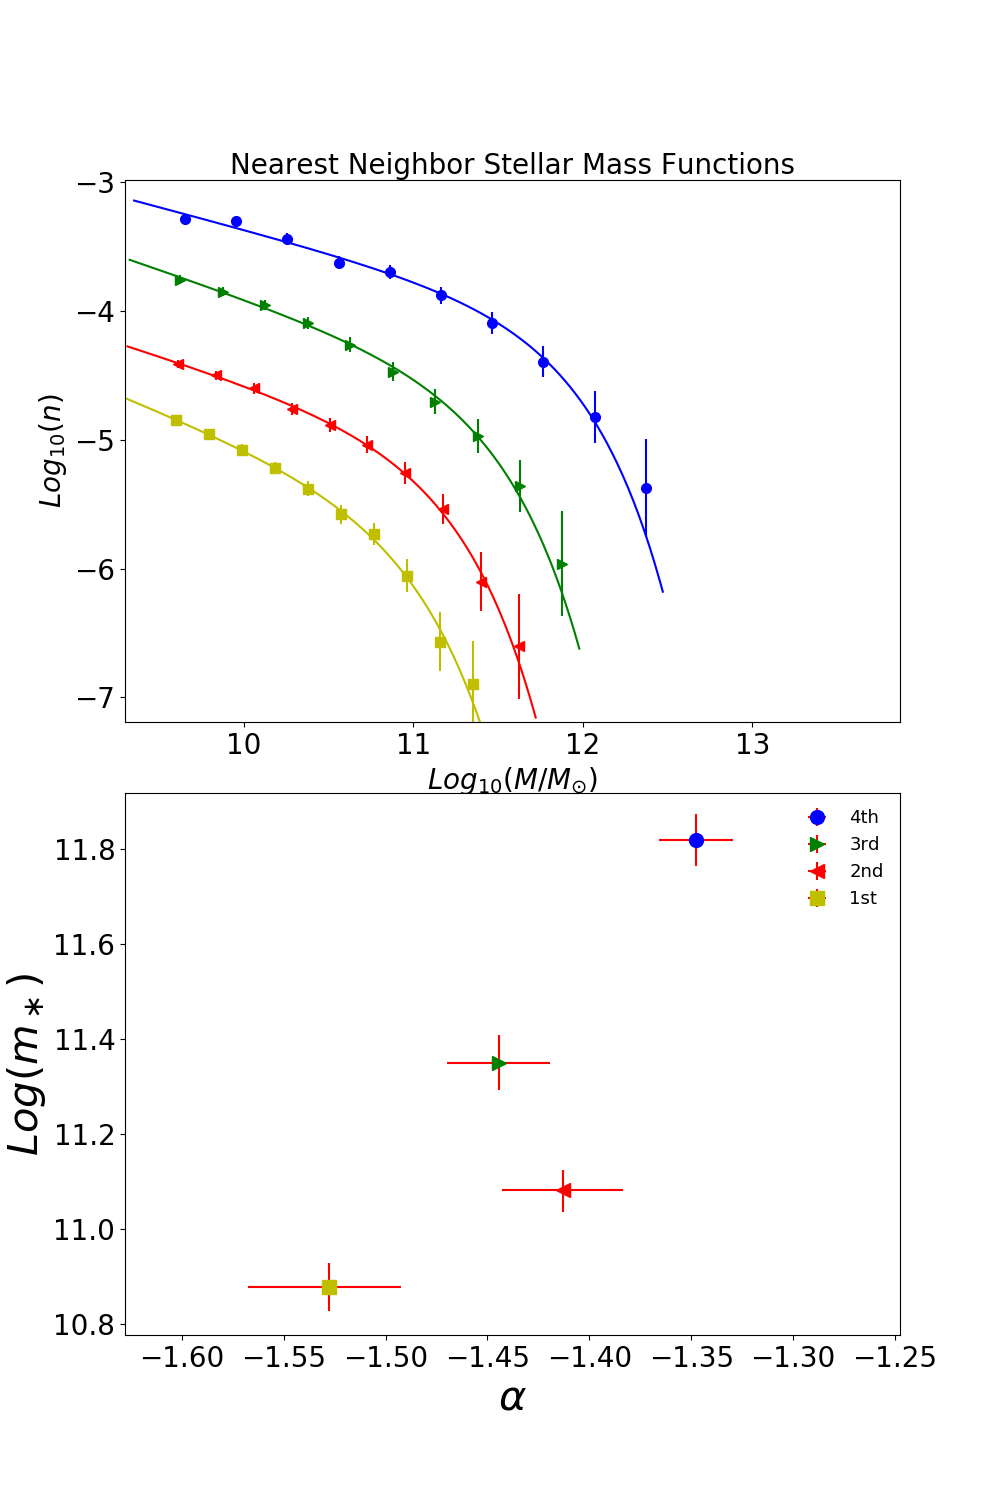 Nearest Neighbor Stellar Mass Functions
−3
−4
−5
−6
−7
Log₁₀(n)
10 11 12 13
Log₁₀(M/M⊙)
11.8
11.6
11.4
11.2
11.0
10.8
Log(m∗)
4th
3rd
2nd
1st
−1.60 −1.55 −1.50 −1.45 −1.40 −1.35 −1.30 −1.25
α